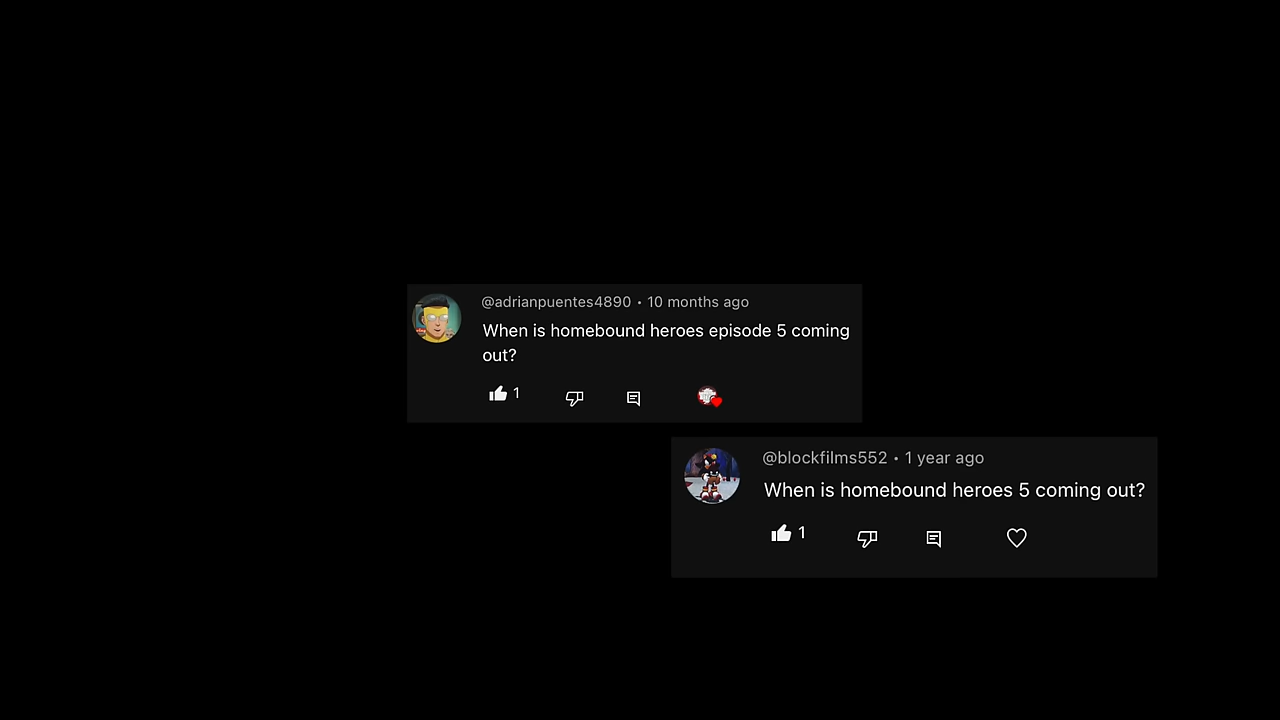 @adrianpuentes4890 • 10 months ago
When is homebound heroes episode 5 coming
out?
1
@blockfilms552 • 1 year ago
When is homebound heroes 5 coming out?
1